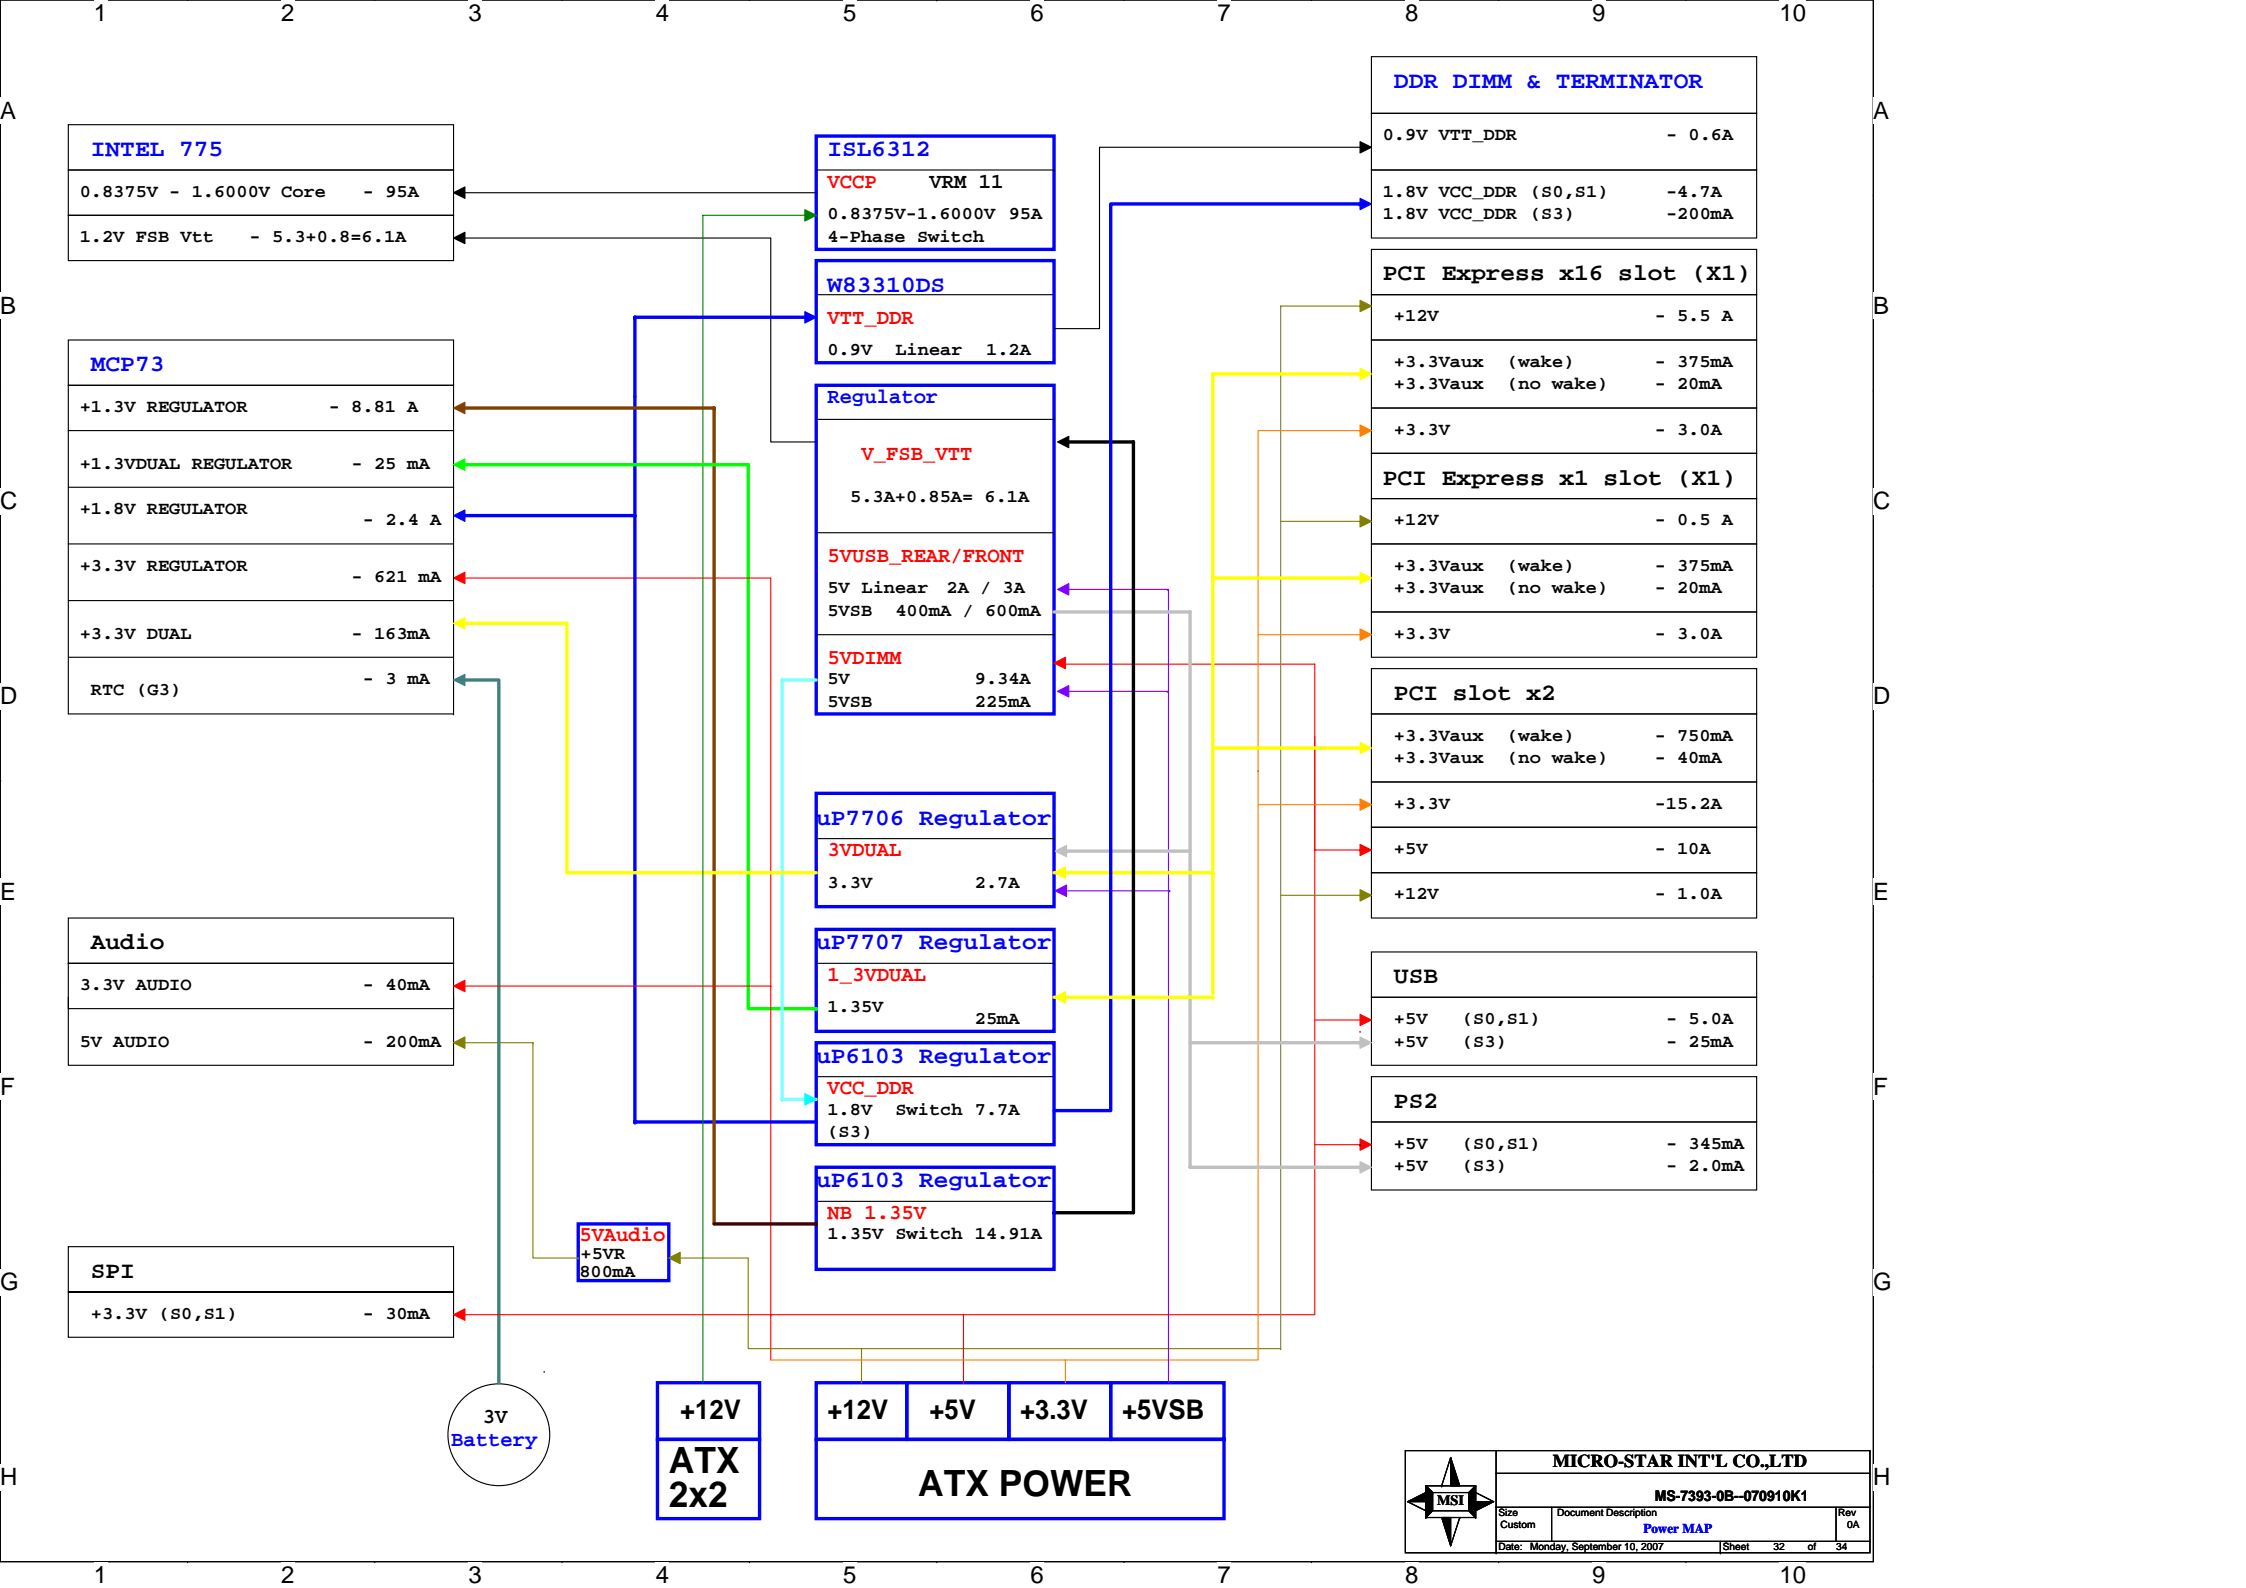 1 2 3 4 5 6 7 8 9 10
A
B
C
D
E
F
G
H
INTEL 775
0.8375V - 1.6000V Core - 95A
1.2V FSB Vtt - 5.3+0.8=6.1A
MCP73
+1.3V REGULATOR - 8.81 A
+1.3VDUAL REGULATOR - 25 mA
+1.8V REGULATOR - 2.4 A
+3.3V REGULATOR - 621 mA
+3.3V DUAL - 163mA
RTC (G3) - 3 mA
Audio
3.3V AUDIO - 40mA
5V AUDIO - 200mA
SPI
+3.3V (S0,S1) - 30mA
3V
Battery
5VAudio
+5VR
800mA
ISL6312
VCCP VRM 11
0.8375V-1.6000V 95A
4-Phase Switch
W83310DS
VTT_DDR
0.9V Linear 1.2A
Regulator
V_FSB_VTT
5.3A+0.85A= 6.1A
5VUSB_REAR/FRONT
5V Linear 2A / 3A
5VSB 400mA / 600mA
5VDIMM
5V 9.34A
5VSB 225mA
uP7706 Regulator
3VDUAL
3.3V 2.7A
uP7707 Regulator
1_3VDUAL
1.35V
25mA
uP6103 Regulator
VCC_DDR
1.8V Switch 7.7A
(S3)
uP6103 Regulator
NB 1.35V
1.35V Switch 14.91A
+12V
ATX
2x2
+12V +5V +3.3V +5VSB
ATX POWER
DDR DIMM & TERMINATOR
0.9V VTT_DDR - 0.6A
1.8V VCC_DDR (S0,S1) -4.7A
1.8V VCC_DDR (S3) -200mA
PCI Express x16 slot (X1)
+12V - 5.5 A
+3.3Vaux (wake) - 375mA
+3.3Vaux (no wake) - 20mA
+3.3V - 3.0A
PCI Express x1 slot (X1)
+12V - 0.5 A
+3.3Vaux (wake) - 375mA
+3.3Vaux (no wake) - 20mA
+3.3V - 3.0A
PCI slot x2
+3.3Vaux (wake) - 750mA
+3.3Vaux (no wake) - 40mA
+3.3V -15.2A
+5V - 10A
+12V - 1.0A
USB
+5V (S0,S1) - 5.0A
+5V (S3) - 25mA
PS2
+5V (S0,S1) - 345mA
+5V (S3) - 2.0mA
A
B
C
D
E
F
G
H
MSI
MICRO-STAR INT'L CO.,LTD
MS-7393-0B--070910K1
Size Document Description Rev
Custom Power MAP 0A
Date: Monday, September 10, 2007 Sheet 32 of 34
1 2 3 4 5 6 7 8 9 10